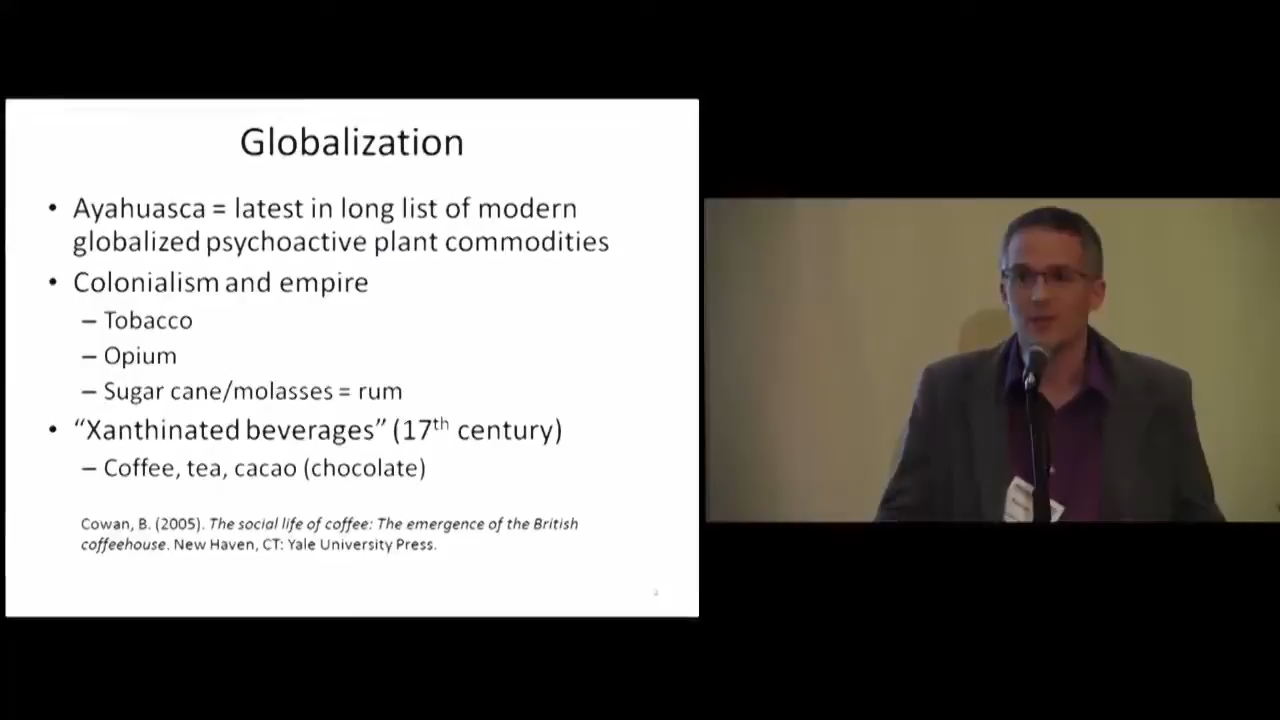 Globalization
• Ayahuasca = latest in long list of modern
globalized psychoactive plant commodities
• Colonialism and empire
– Tobacco
– Opium
– Sugar cane/molasses = rum
• “Xanthinated beverages” (17th century)
– Coffee, tea, cacao (chocolate)
Cowan, B. (2005). The social life of coffee: The emergence of the British
coffeehouse. New Haven, CT: Yale University Press.